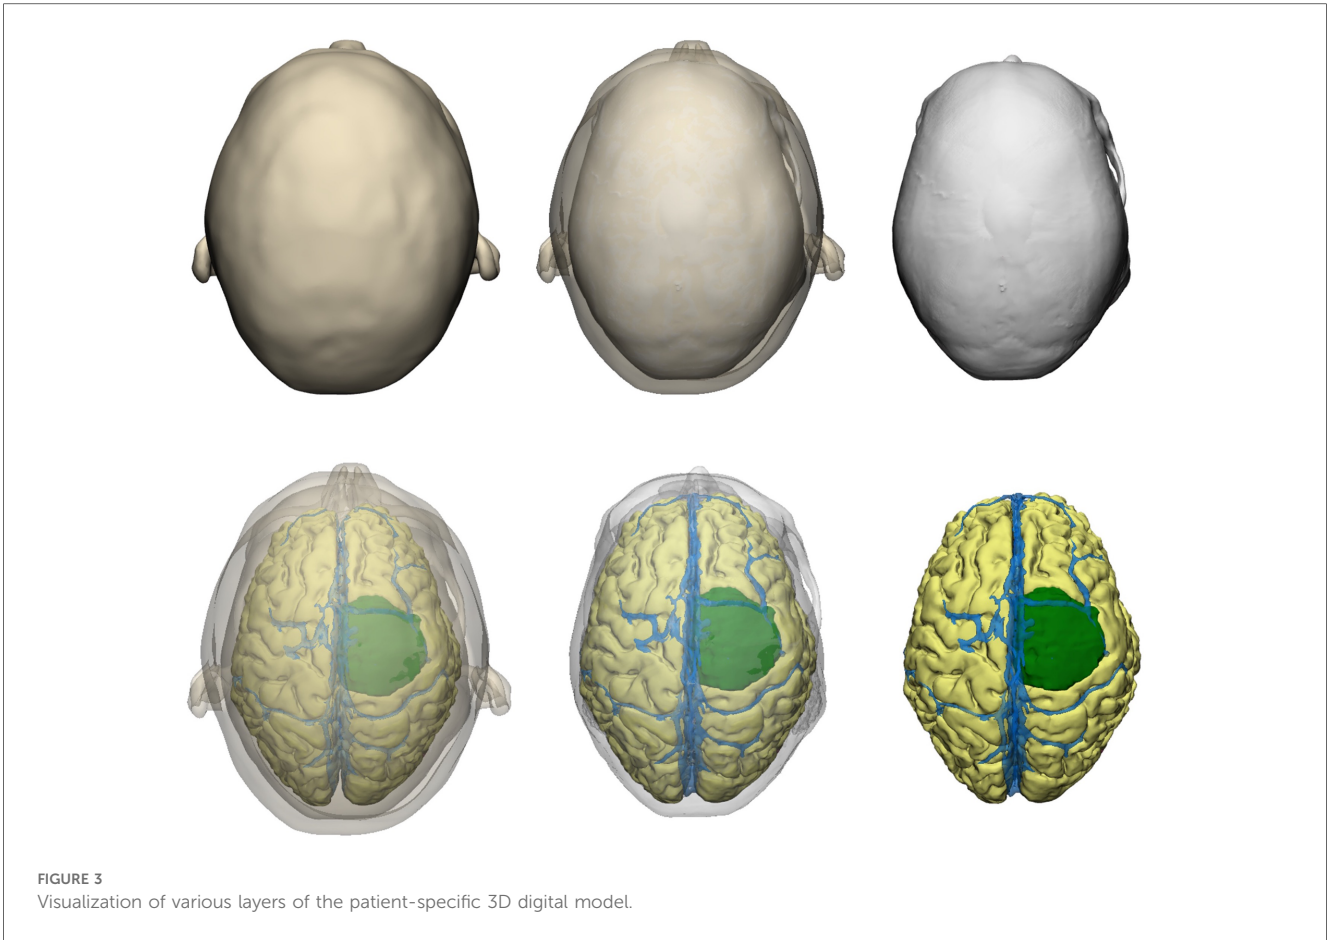 FIGURE 3
Visualization of various layers of the patient-specific 3D digital model.